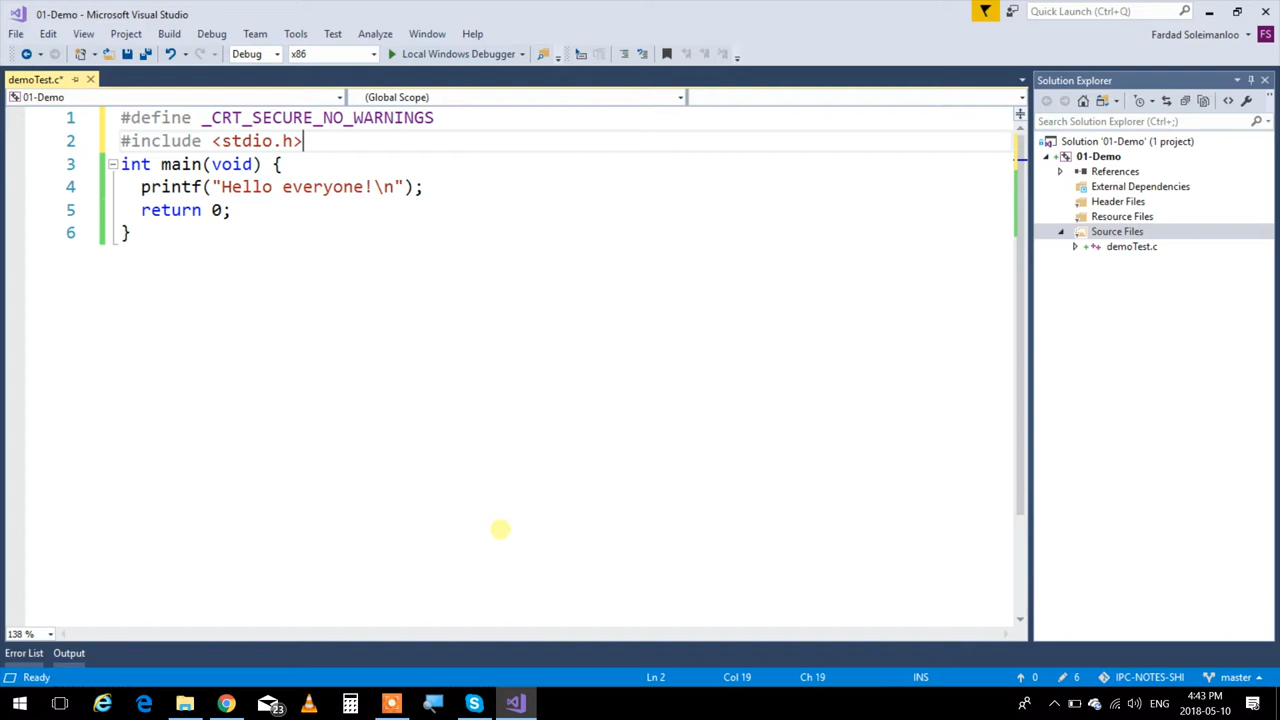 01-Demo - Microsoft Visual Studio
Quick Launch (Ctrl+Q)
File Edit View Project Build Debug Team Tools Test Analyze Window Help
Fardad Soleimanloo FS
Debug x86 Local Windows Debugger
demoTest.c*
Solution Explorer
01-Demo (Global Scope)
Search Solution Explorer (Ctrl+;)
1 #define _CRT_SECURE_NO_WARNINGS
2 #include <stdio.h>
3 int main(void) {
4 printf("Hello everyone!\n");
5 return 0;
6 }
Solution '01-Demo' (1 project)
01-Demo
References
External Dependencies
Header Files
Resource Files
Source Files
demoTest.c
138 %
Error List Output
Ready Ln 2 Col 19 Ch 19 INS 0 6 IPC-NOTES-SHI master
23 ENG 4:43 PM
2018-05-10